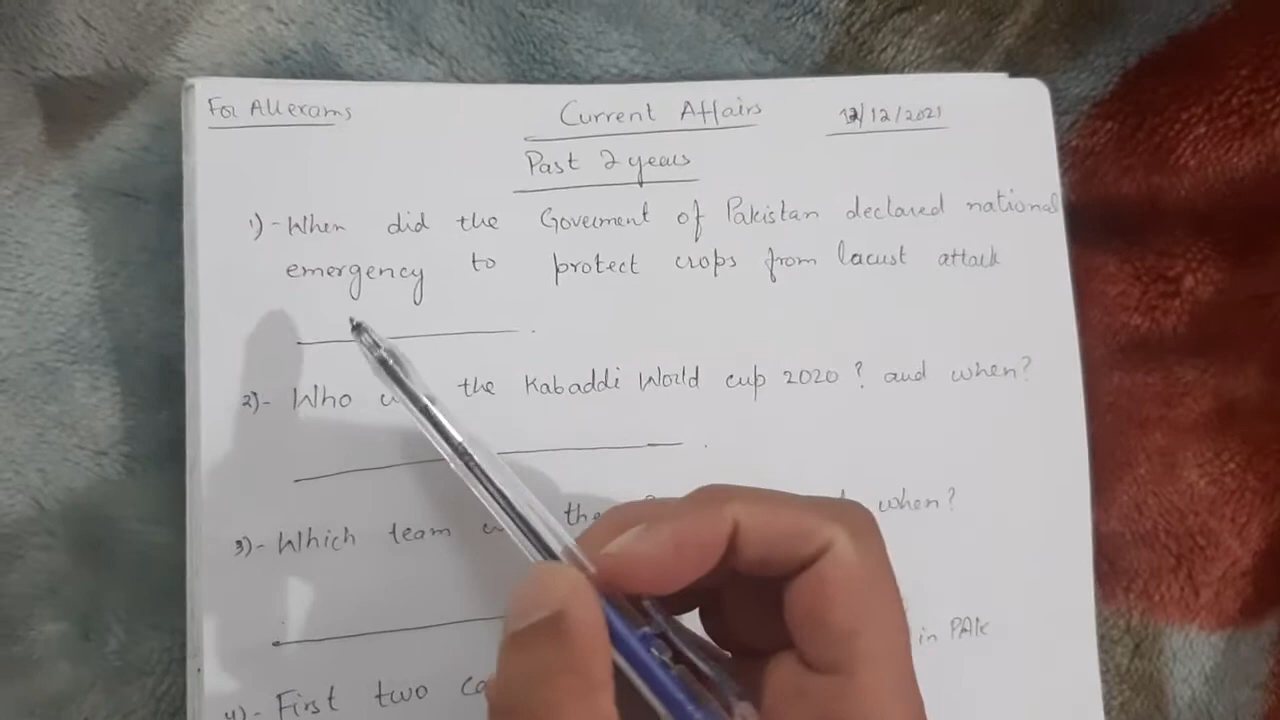 For All exams
Current Affairs
12/12/2021
Past 2 years
1)- When did the Goverment of Pakistan declared national
emergency to protect crops from lacust attack
2)- Who the Kabaddi World cup 2020? and when?
3)- Which team the when?
in PAK
4)- First two